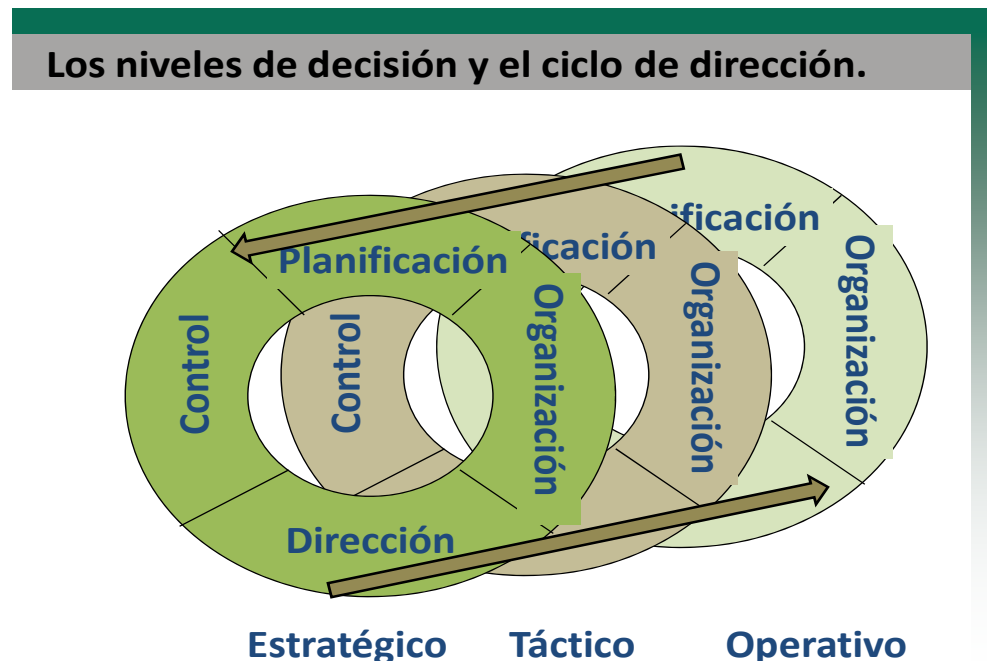 Los niveles de decisión y el ciclo de dirección.
ificación
ficación
Planificación
Organización
Organización
Organización
Control
Control
Dirección
Estratégico Táctico Operativo